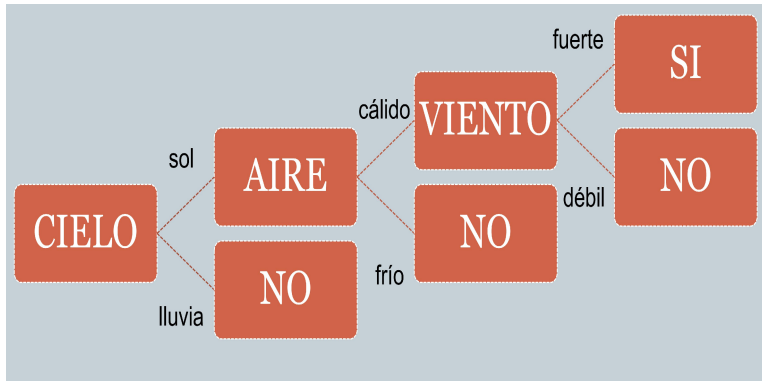 CIELO
sol
lluvia
AIRE
NO
cálido
frío
VIENTO
NO
fuerte
débil
SI
NO